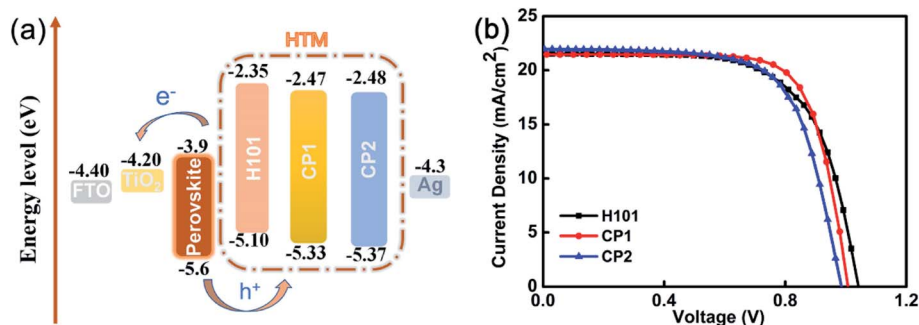 (a)
HTM
Energy level (eV)
e-
-4.40
FTO
-4.20
TiO2
-3.9
Perovskite
-5.6
-2.35
H101
-5.10
-2.47
CP1
-5.33
-2.48
CP2
-5.37
-4.3
Ag
h+
(b)
Current Density (mA/cm²)
25
20
15
10
5
0
H101
CP1
CP2
0.0 0.4 0.8 1.2
Voltage (V)